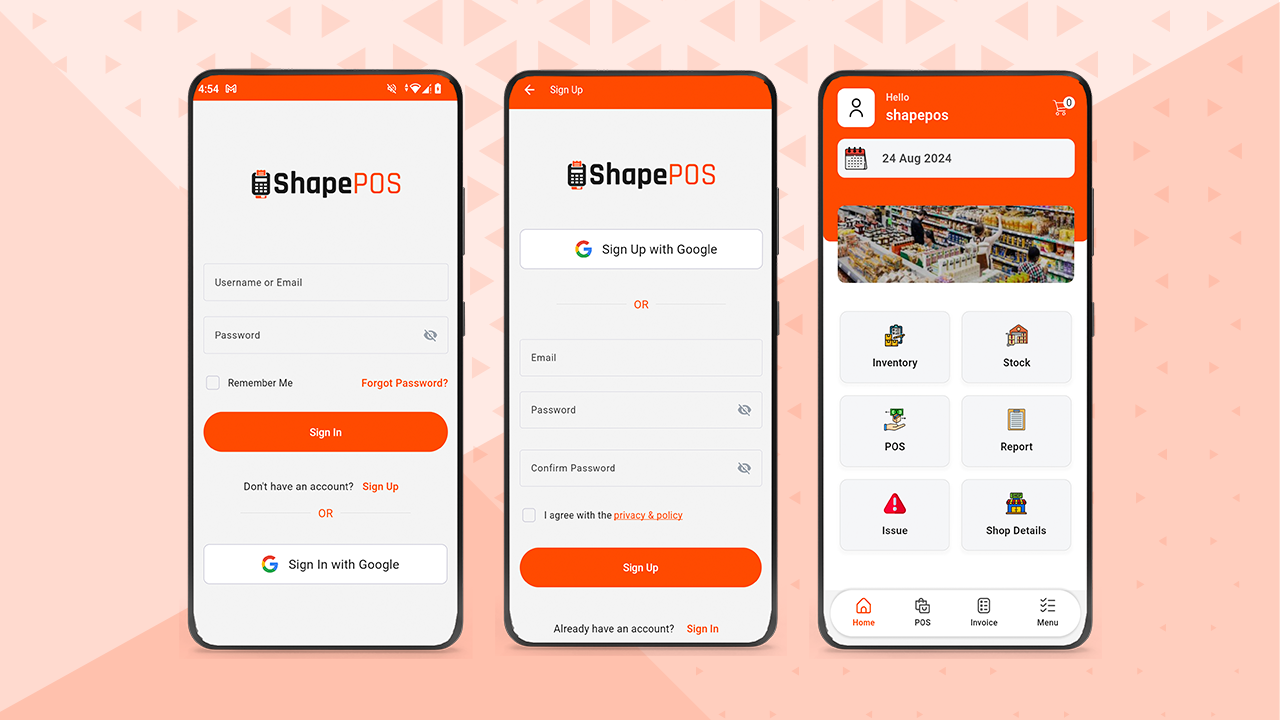 4:54
ShapePOS
Username or Email
Password
Remember Me
Forgot Password?
Sign In
Don't have an account? Sign Up
OR
Sign In with Google
Sign Up
ShapePOS
Sign Up with Google
OR
Email
Password
Confirm Password
I agree with the privacy & policy
Sign Up
Already have an account? Sign In
Hello
shapepos
0
24 Aug 2024
Inventory
Stock
POS
Report
Issue
Shop Details
Home
POS
Invoice
Menu